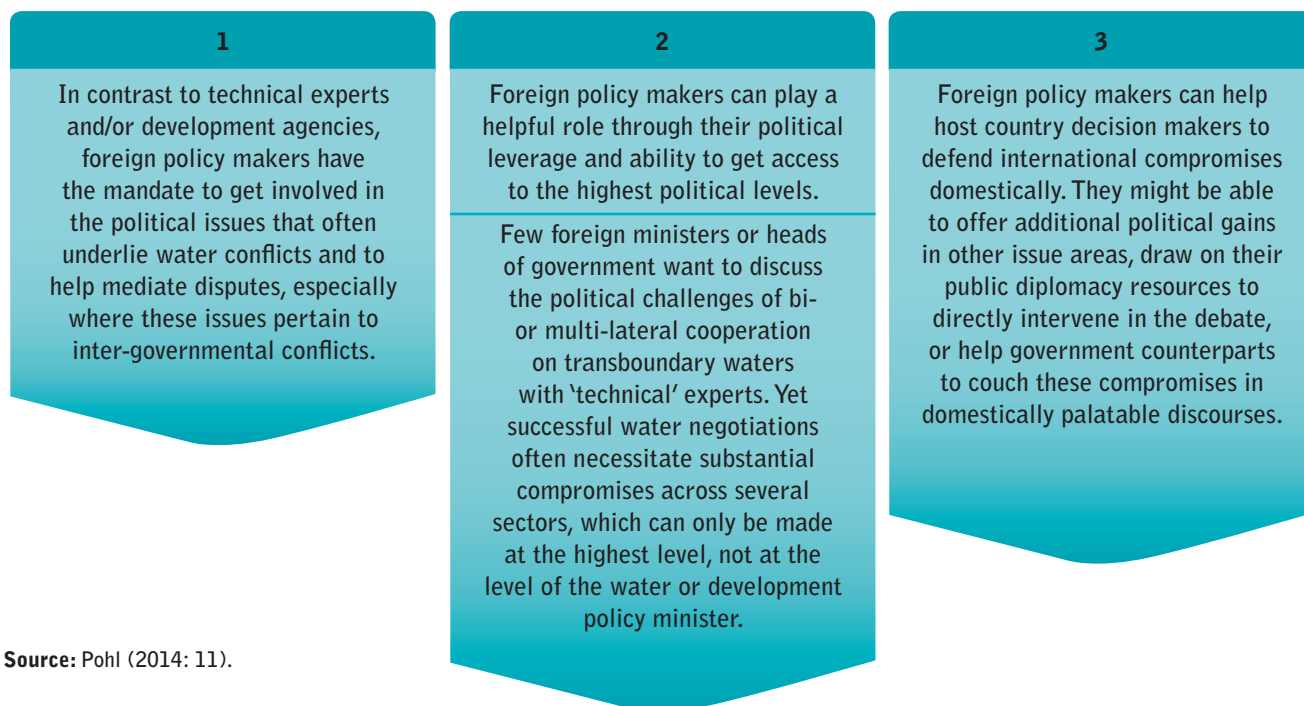 1
In contrast to technical experts
and/or development agencies,
foreign policy makers have
the mandate to get involved in
the political issues that often
underlie water conflicts and to
help mediate disputes, especially
where these issues pertain to
inter-governmental conflicts.
2
Foreign policy makers can play a
helpful role through their political
leverage and ability to get access
to the highest political levels.
Few foreign ministers or heads
of government want to discuss
the political challenges of bi-
or multi-lateral cooperation
on transboundary waters
with ‘technical’ experts. Yet
successful water negotiations
often necessitate substantial
compromises across several
sectors, which can only be made
at the highest level, not at the
level of the water or development
policy minister.
3
Foreign policy makers can help
host country decision makers to
defend international compromises
domestically. They might be able
to offer additional political gains
in other issue areas, draw on their
public diplomacy resources to
directly intervene in the debate,
or help government counterparts
to couch these compromises in
domestically palatable discourses.
Source: Pohl (2014: 11).